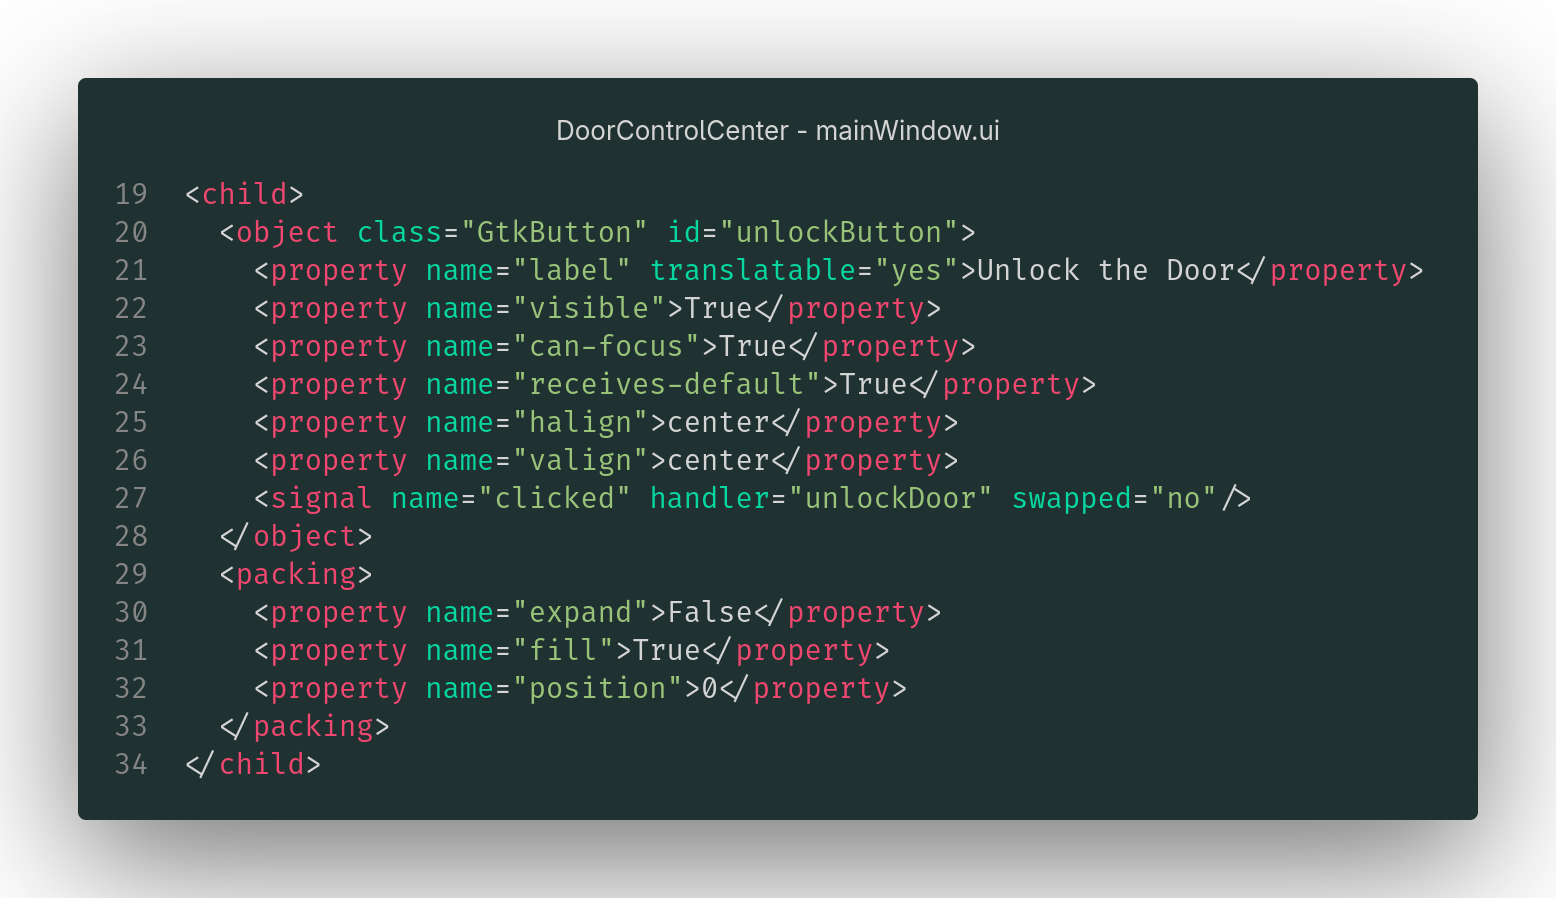 DoorControlCenter - mainWindow.ui
19 <child>
20   <object class="GtkButton" id="unlockButton">
21     <property name="label" translatable="yes">Unlock the Door</property>
22     <property name="visible">True</property>
23     <property name="can-focus">True</property>
24     <property name="receives-default">True</property>
25     <property name="halign">center</property>
26     <property name="valign">center</property>
27     <signal name="clicked" handler="unlockDoor" swapped="no"/>
28   </object>
29   <packing>
30     <property name="expand">False</property>
31     <property name="fill">True</property>
32     <property name="position">0</property>
33   </packing>
34 </child>